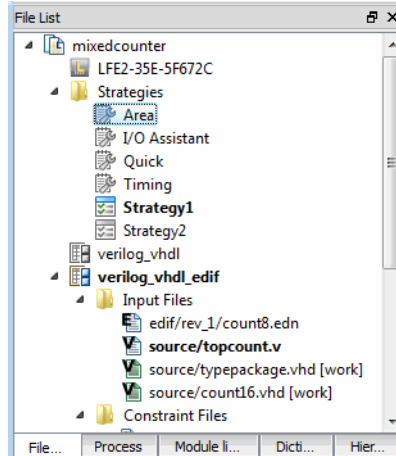 File List
mixedcounter
LFE2-35E-5F672C
Strategies
Area
I/O Assistant
Quick
Timing
Strategy1
Strategy2
verilog_vhdl
verilog_vhdl_edif
Input Files
edif/rev_1/count8.edn
source/topcount.v
source/typepackage.vhd [work]
source/count16.vhd [work]
Constraint Files
File... Process Module li... Dicti... Hier...